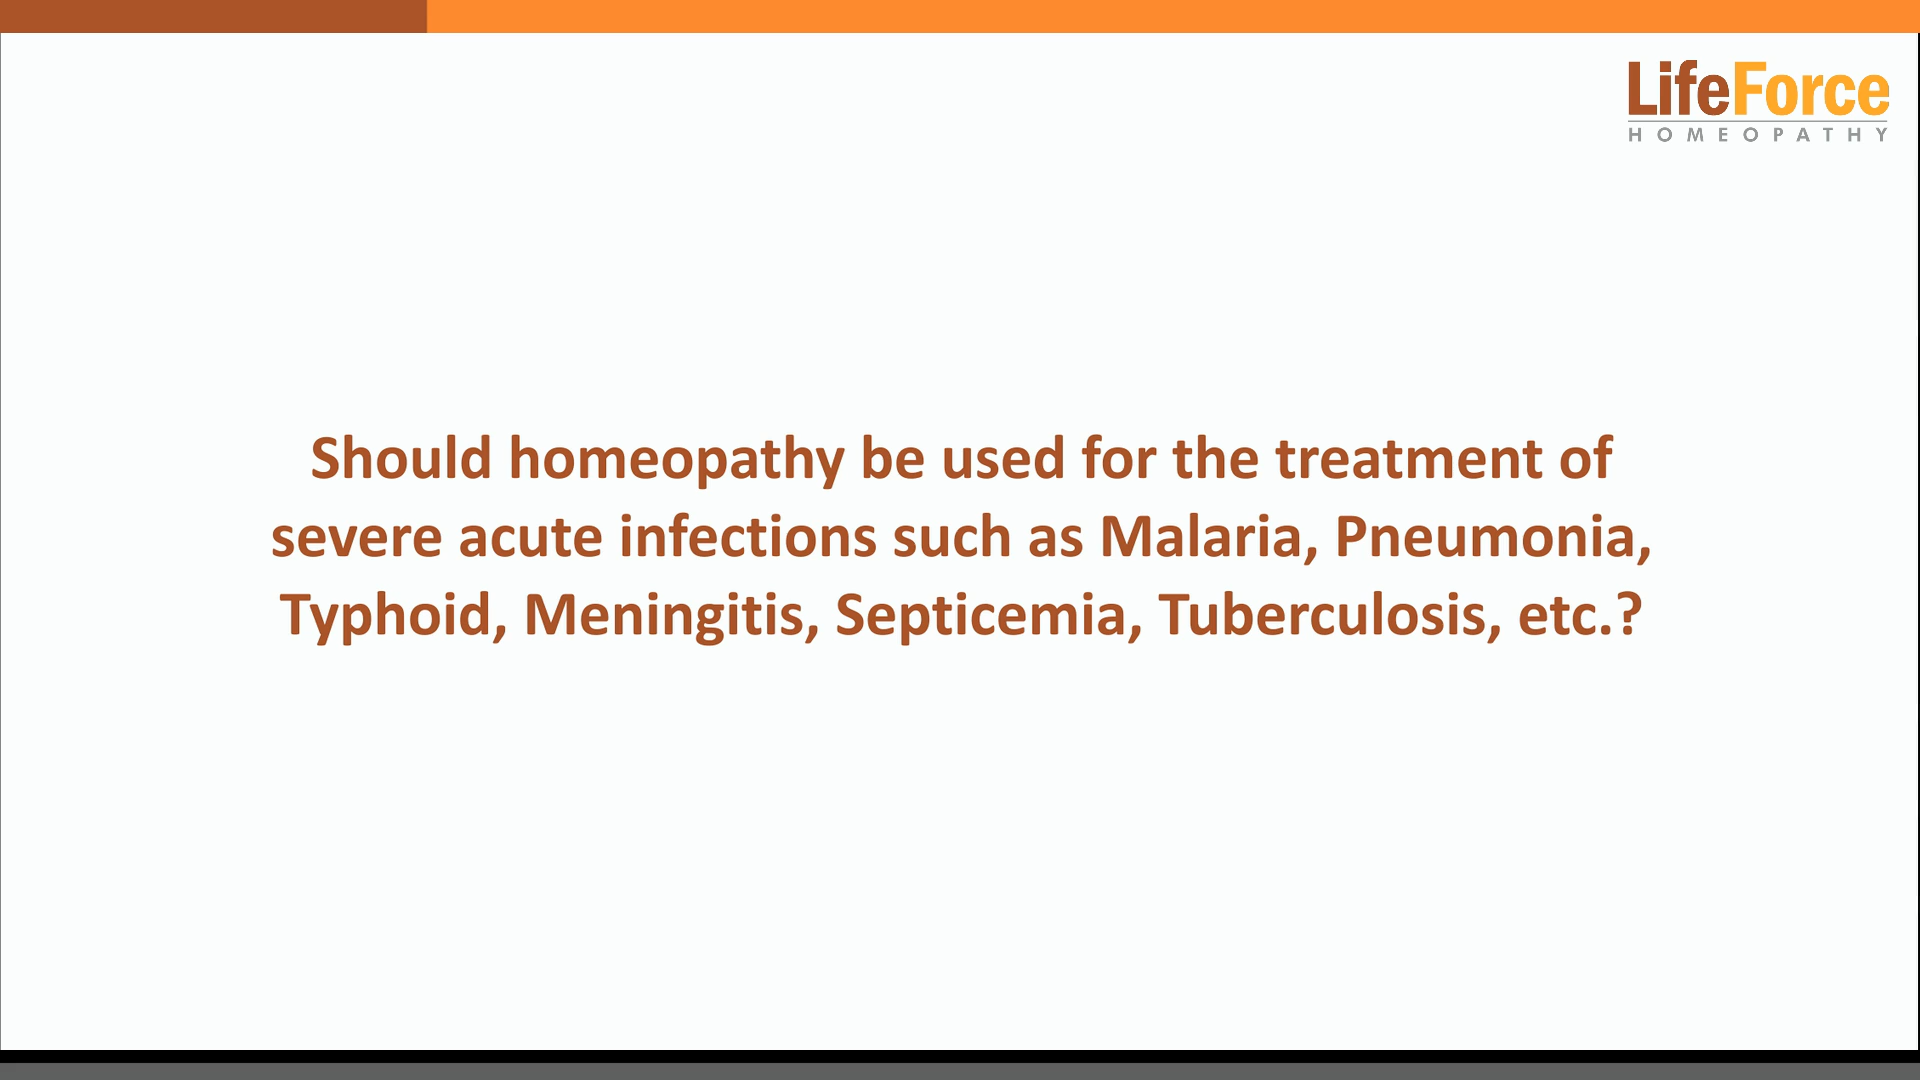 LifeForce
HOMEOPATHY
Should homeopathy be used for the treatment of
severe acute infections such as Malaria, Pneumonia,
Typhoid, Meningitis, Septicemia, Tuberculosis, etc.?